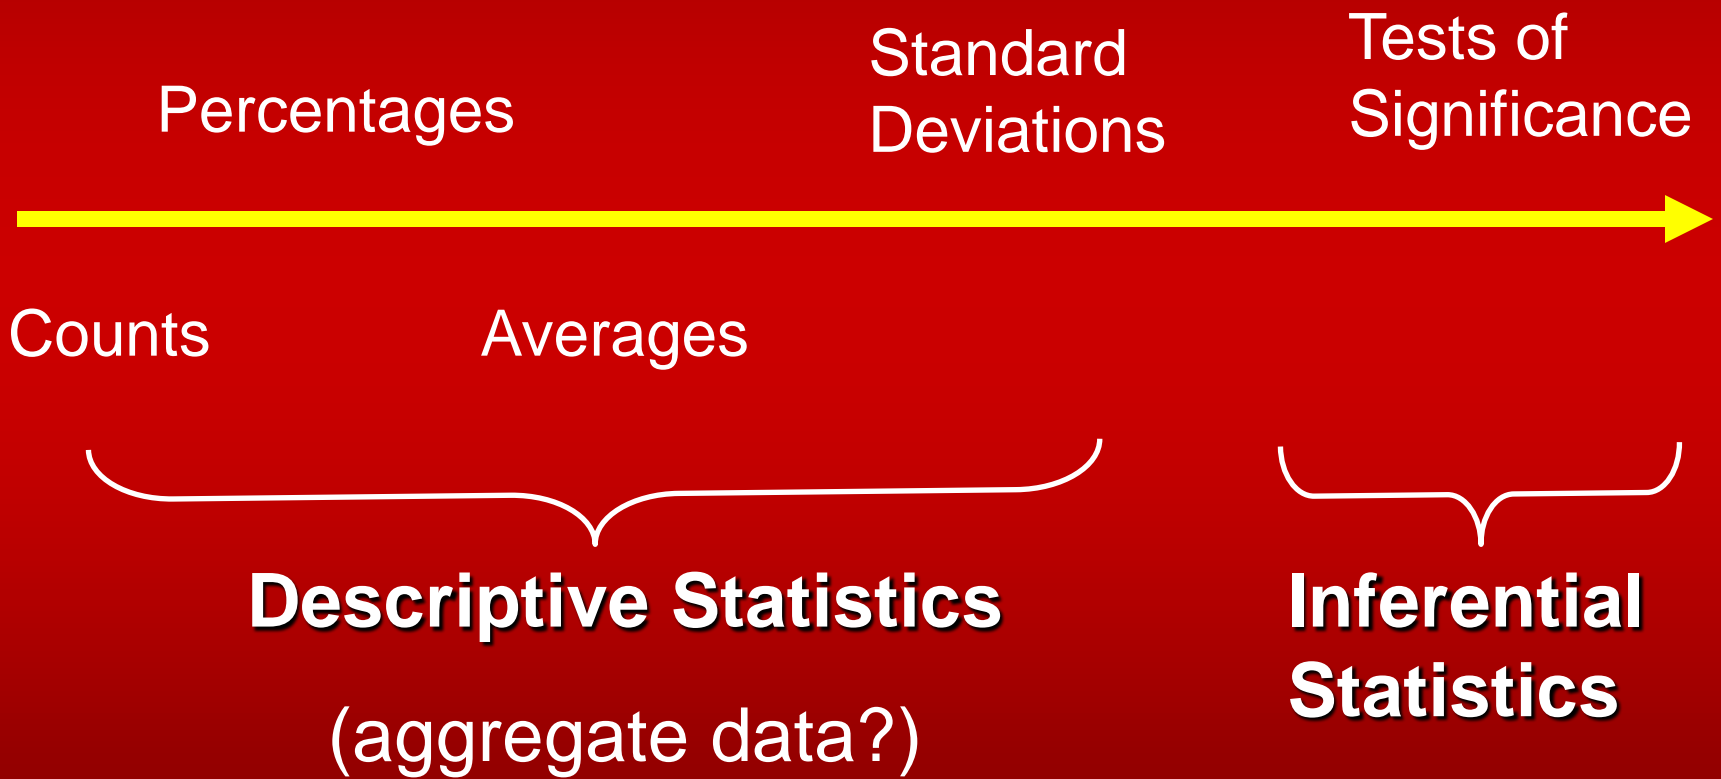 Percentages
Standard
Deviations
Tests of
Significance
Counts
Averages
Descriptive Statistics
(aggregate data?)
Inferential
Statistics